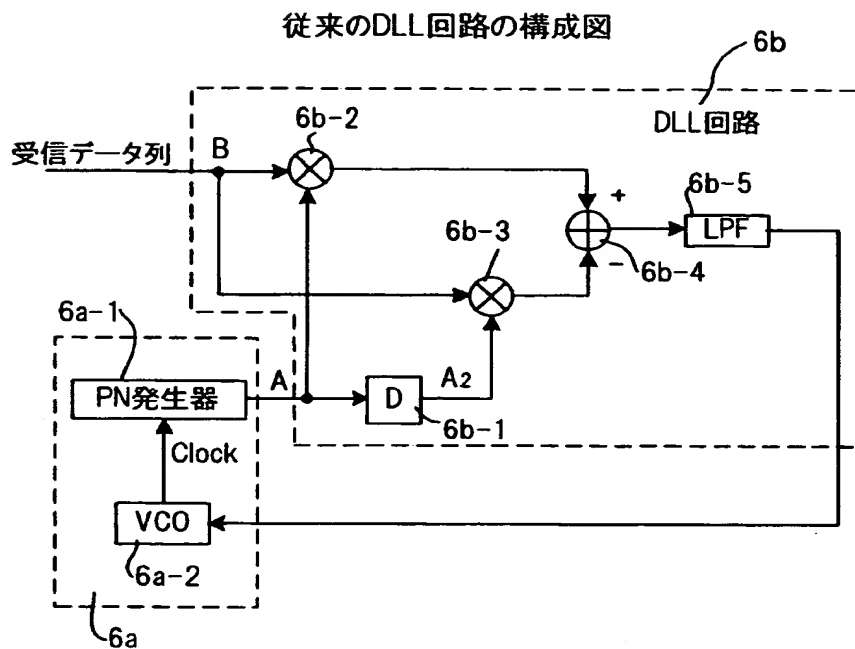 従来のDLL回路の構成図
6b
6b-2
DLL回路
受信データ列
B
6b-5
+
LPF
6b-3
-
6b-4
6a-1
PN発生器
A
D
A2
6b-1
Clock
VCO
6a-2
6a